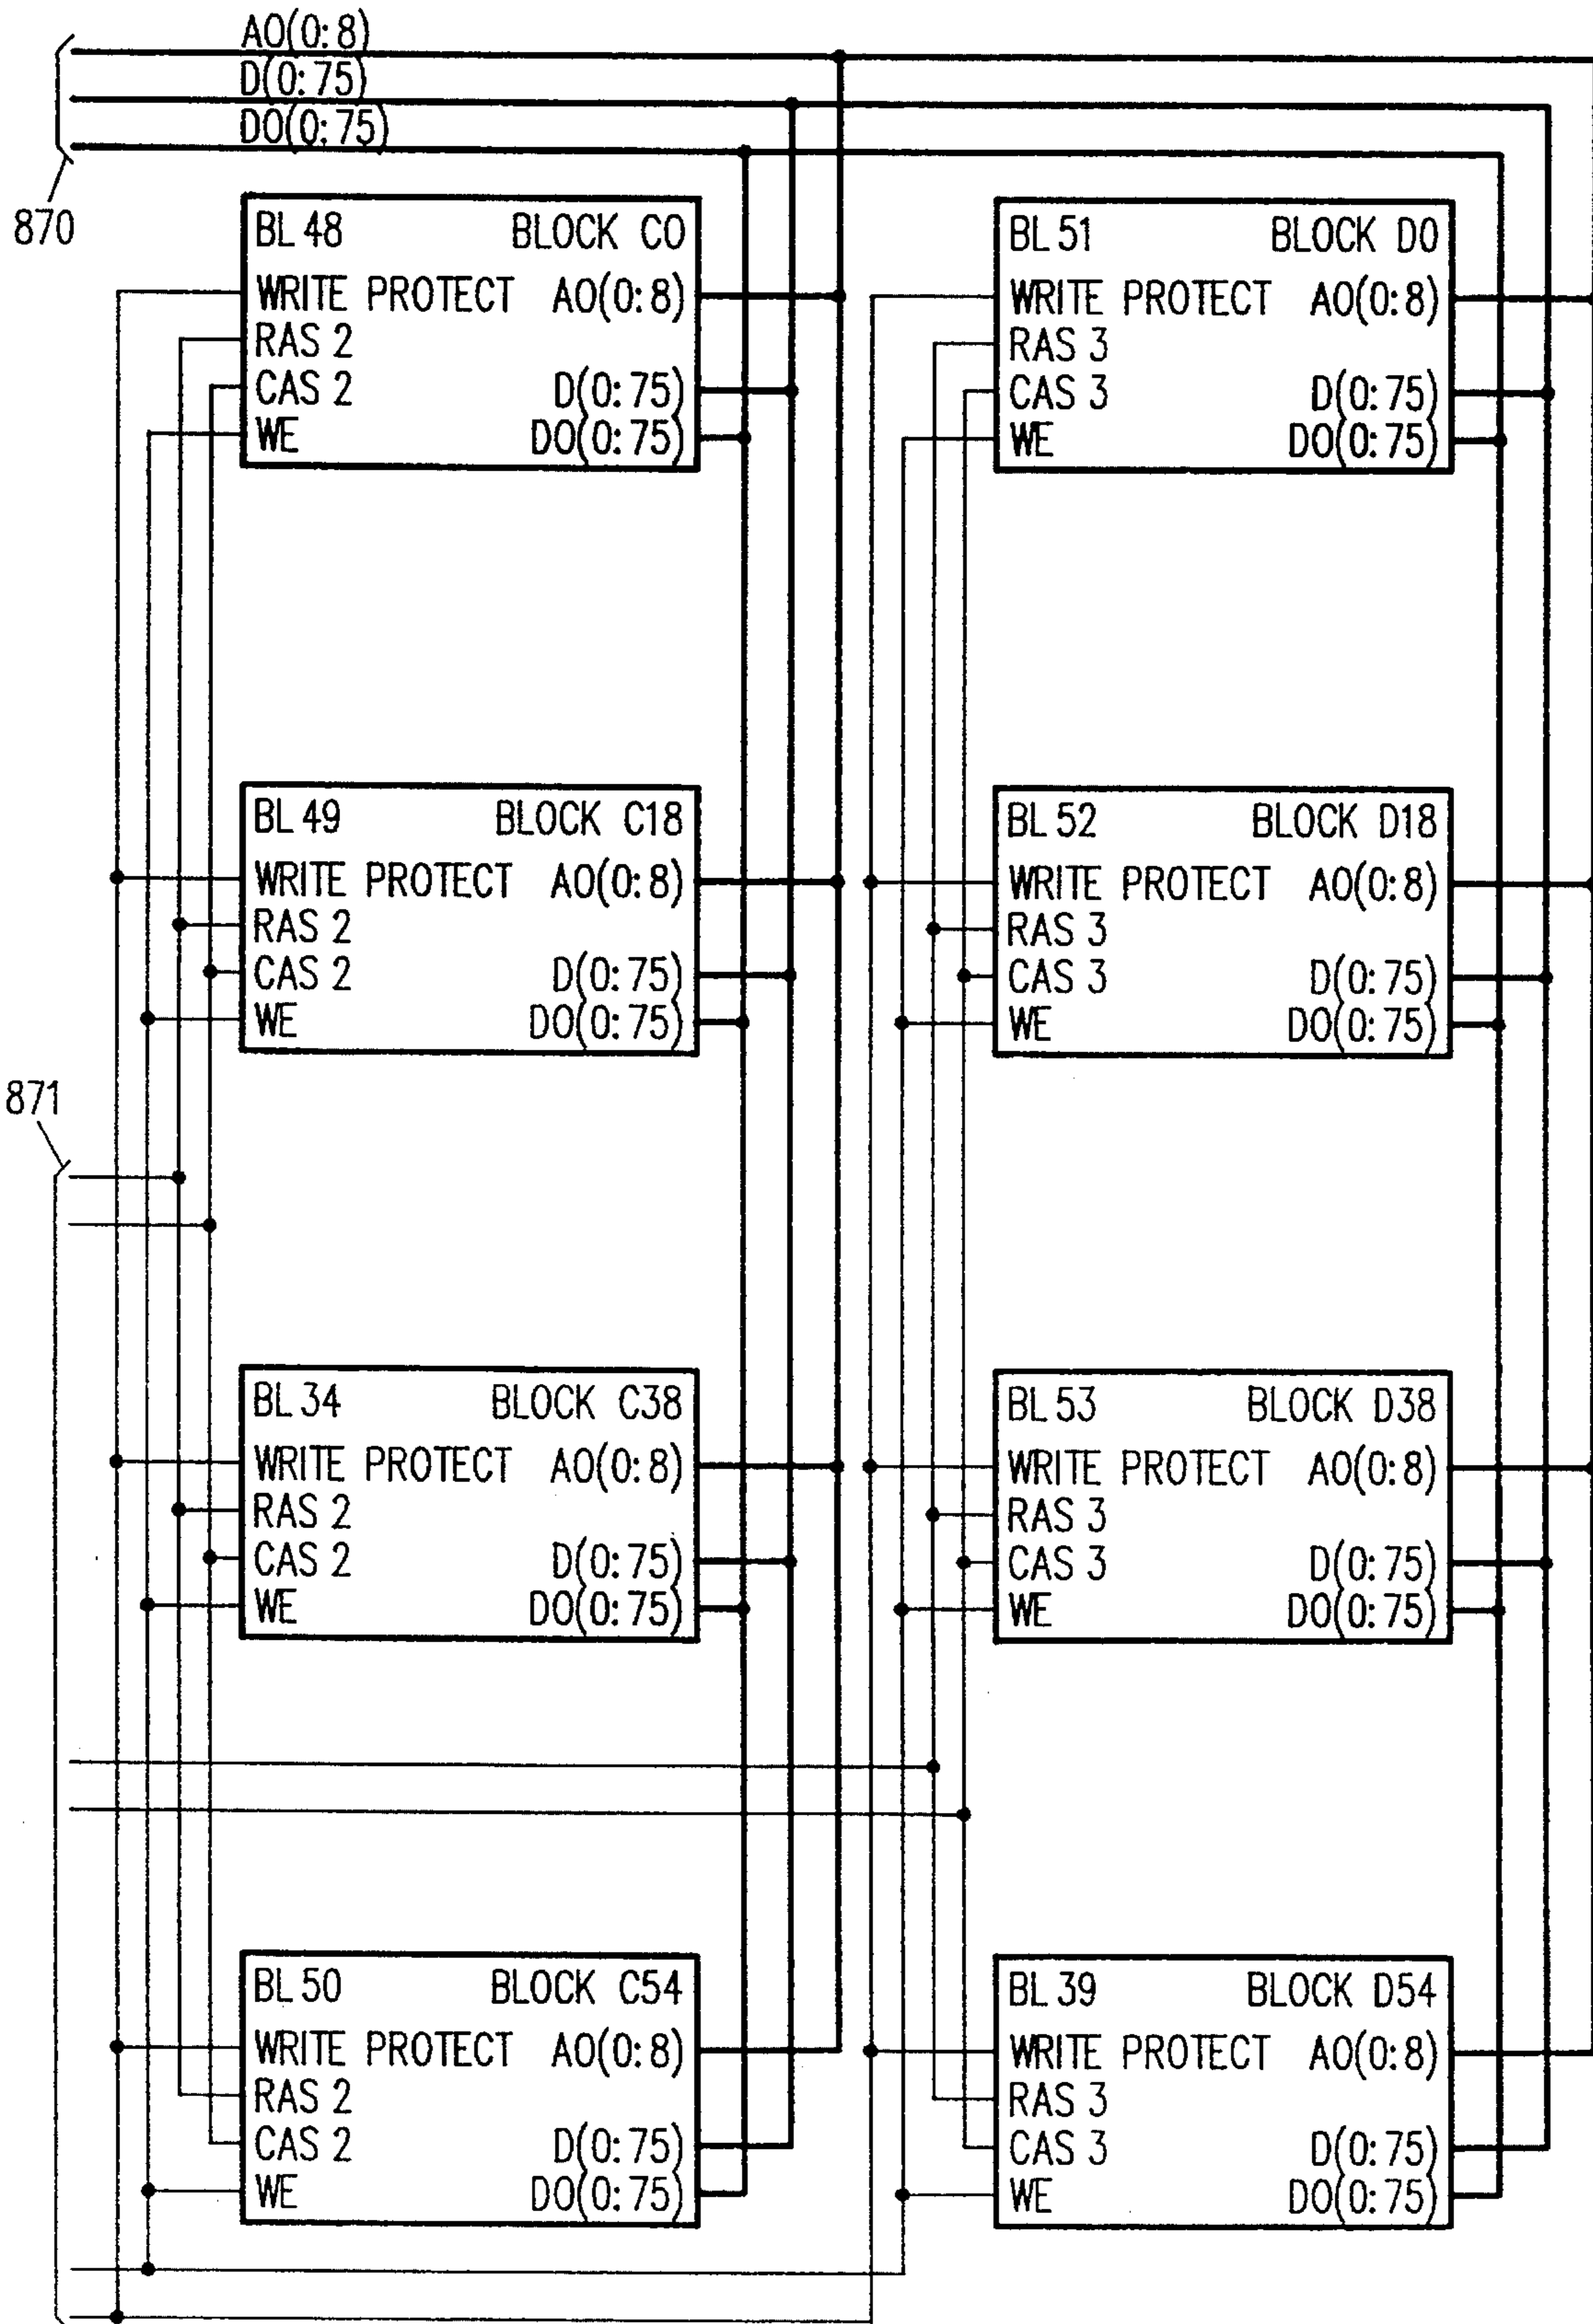 AO(0:8)
D(0:75)
DO(0:75)
870
BL 48 BLOCK C0
WRITE PROTECT AO(0:8)
RAS 2
CAS 2 D(0:75)
WE DO(0:75)
BL 51 BLOCK D0
WRITE PROTECT AO(0:8)
RAS 3
CAS 3 D(0:75)
WE DO(0:75)
BL 49 BLOCK C18
WRITE PROTECT AO(0:8)
RAS 2
CAS 2 D(0:75)
WE DO(0:75)
BL 52 BLOCK D18
WRITE PROTECT AO(0:8)
RAS 3
CAS 3 D(0:75)
WE DO(0:75)
871
BL 34 BLOCK C38
WRITE PROTECT AO(0:8)
RAS 2
CAS 2 D(0:75)
WE DO(0:75)
BL 53 BLOCK D38
WRITE PROTECT AO(0:8)
RAS 3
CAS 3 D(0:75)
WE DO(0:75)
BL 50 BLOCK C54
WRITE PROTECT AO(0:8)
RAS 2
CAS 2 D(0:75)
WE DO(0:75)
BL 39 BLOCK D54
WRITE PROTECT AO(0:8)
RAS 3
CAS 3 D(0:75)
WE DO(0:75)